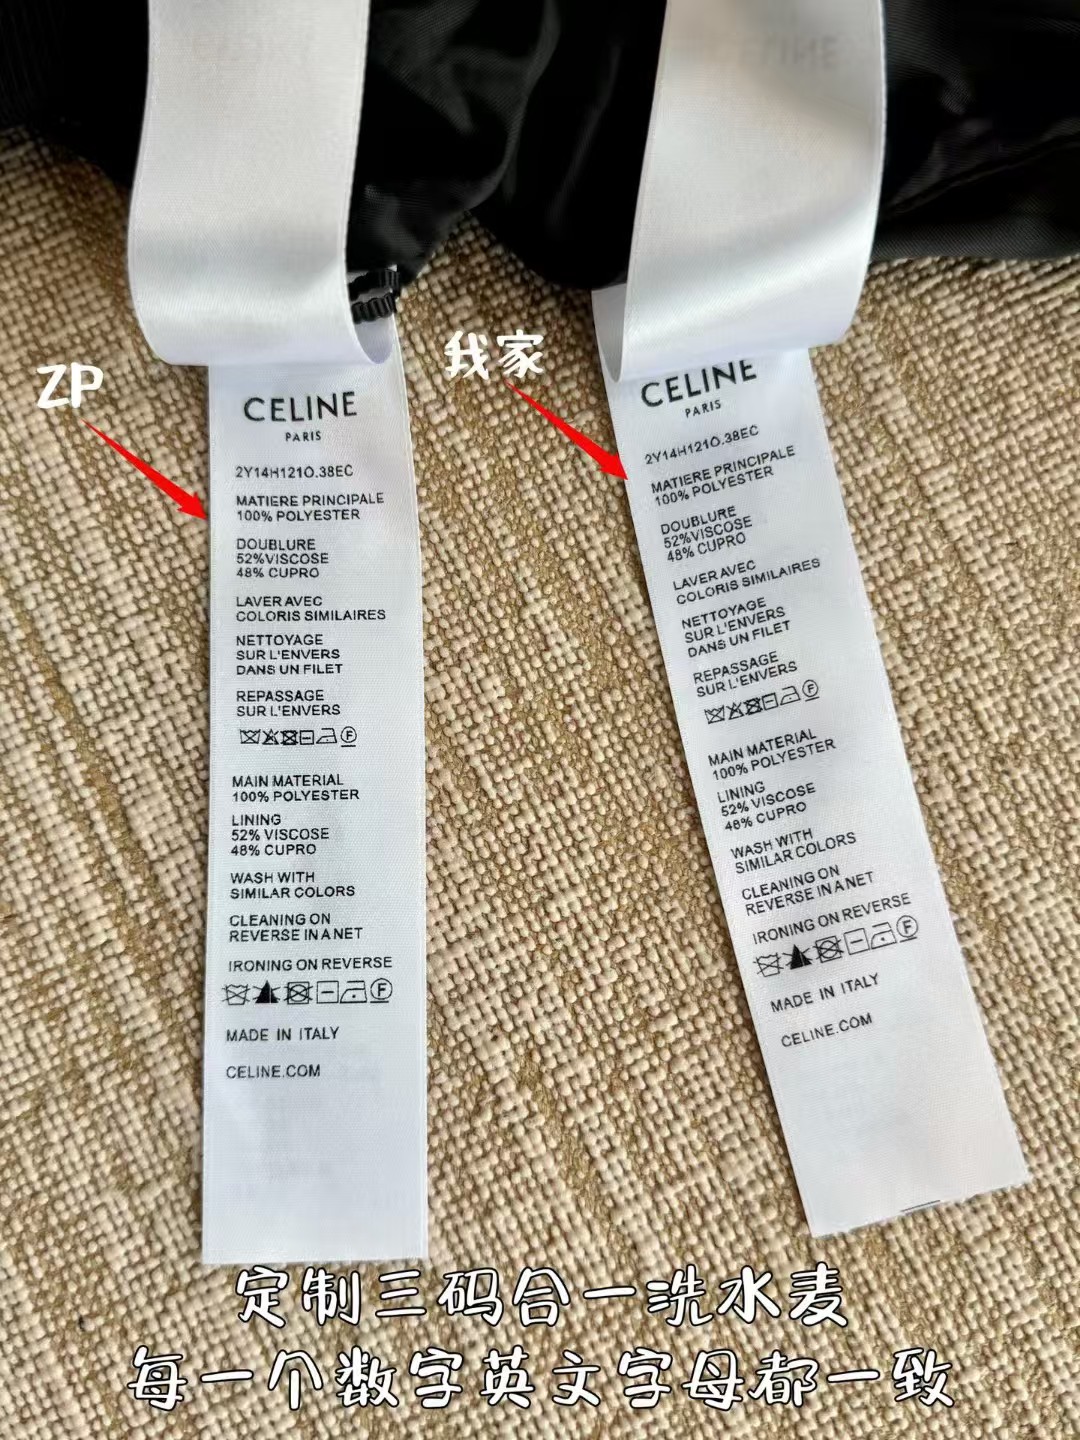 ZP
CELINE
PARIS
2Y14H121O.38EC
MATIERE PRINCIPALE
100% POLYESTER
DOUBLURE
52%VISCOSE
48% CUPRO
LAVER AVEC
COLORIS SIMILAIRES
NETTOYAGE
SUR L'ENVERS
DANS UN FILET
REPASSAGE
SUR L'ENVERS
F
MAIN MATERIAL
100% POLYESTER
LINING
52% VISCOSE
48% CUPRO
WASH WITH
SIMILAR COLORS
CLEANING ON
REVERSE IN A NET
IRONING ON REVERSE
F
MADE IN ITALY
CELINE.COM
我家
CELINE
PARIS
2Y14H121O.38EC
MATIERE PRINCIPALE
100% POLYESTER
DOUBLURE
52%VISCOSE
48% CUPRO
LAVER AVEC
COLORIS SIMILAIRES
NETTOYAGE
SUR L'ENVERS
DANS UN FILET
REPASSAGE
SUR L'ENVERS
F
MAIN MATERIAL
100% POLYESTER
LINING
52% VISCOSE
48% CUPRO
WASH WITH
SIMILAR COLORS
CLEANING ON
REVERSE IN A NET
IRONING ON REVERSE
F
MADE IN ITALY
CELINE.COM
定制三码合一洗水麦
每一个数字英文字母都一致